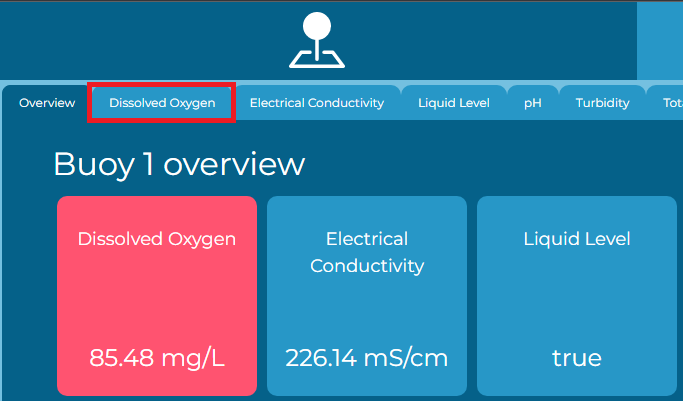 Overview
Dissolved Oxygen
Electrical Conductivity
Liquid Level
pH
Turbidity
Buoy 1 overview
Dissolved Oxygen
85.48 mg/L
Electrical
Conductivity
226.14 mS/cm
Liquid Level
true